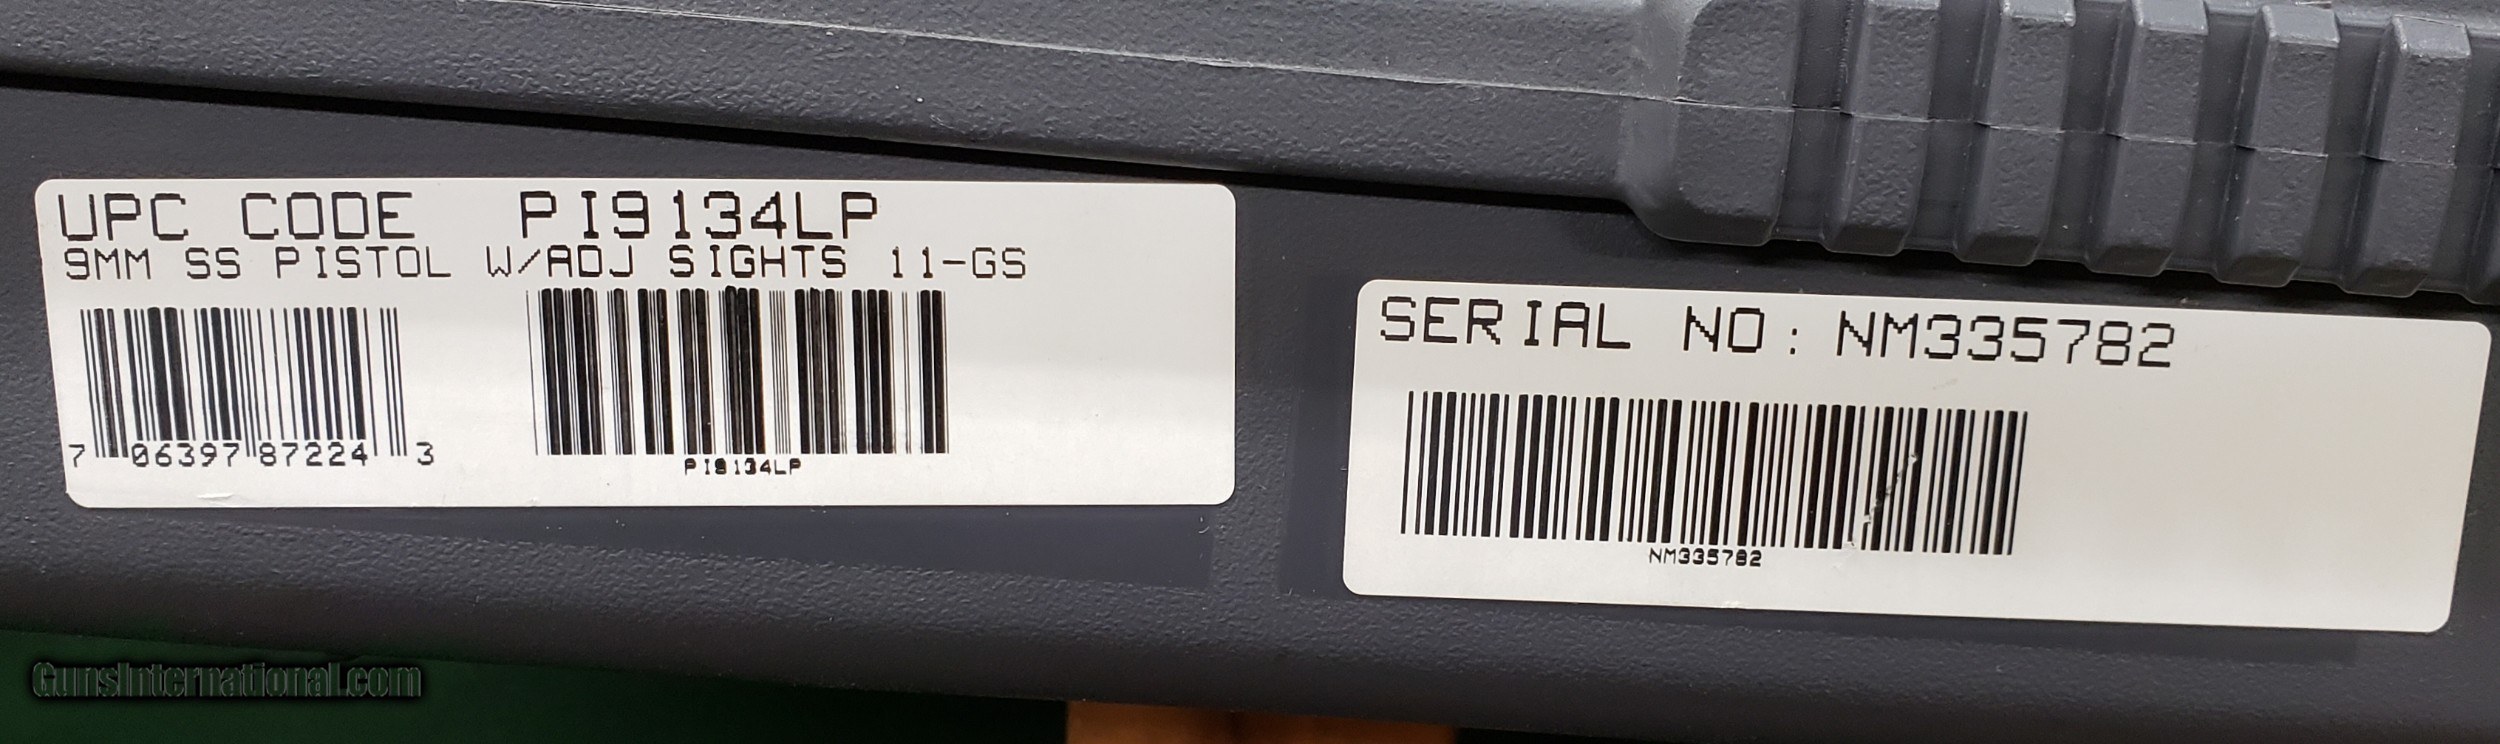 UPC CODE PI9134LP
9MM SS PISTOL W/ADJ SIGHTS 11-GS
7 06397 87224 3
PI9134LP
SERIAL NO: NM335782
NM335782
GunsInternational.com